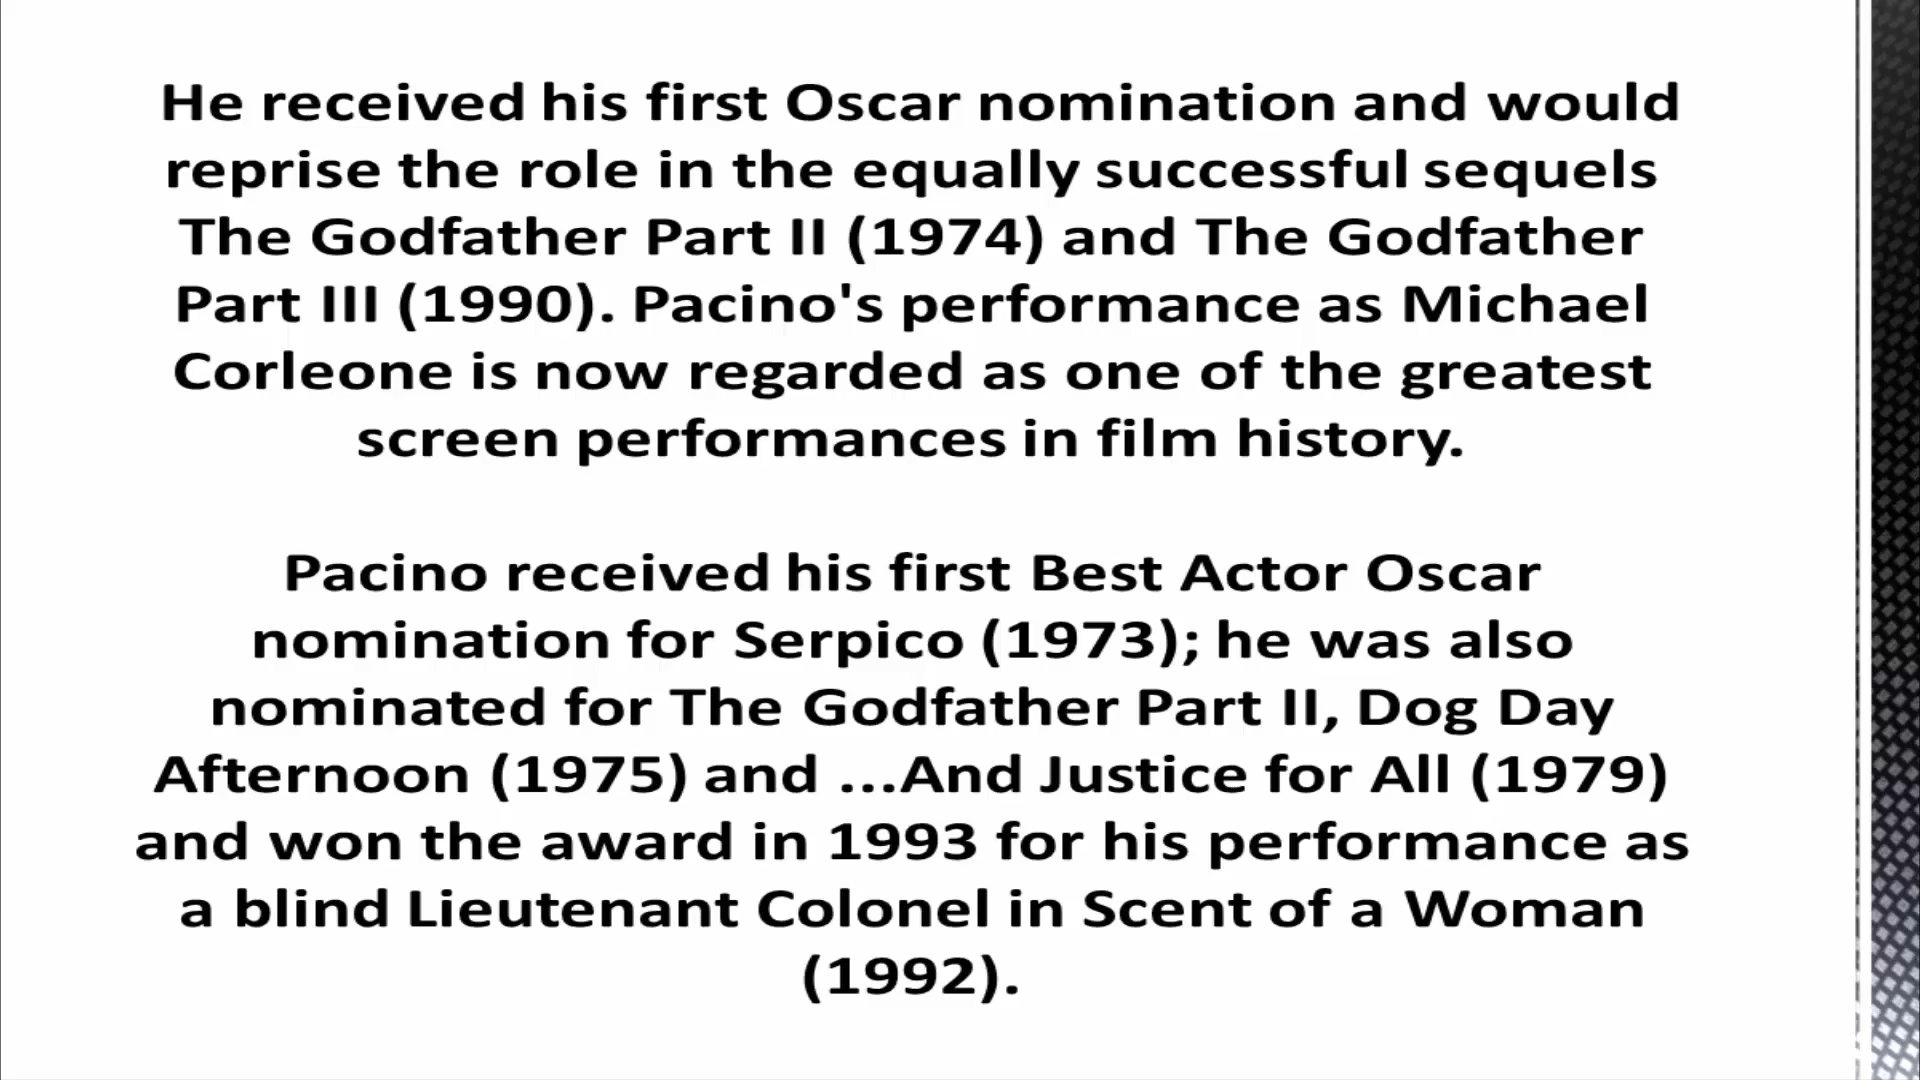 He received his first Oscar nomination and would
reprise the role in the equally successful sequels
The Godfather Part II (1974) and The Godfather
Part III (1990). Pacino's performance as Michael
Corleone is now regarded as one of the greatest
screen performances in film history.
Pacino received his first Best Actor Oscar
nomination for Serpico (1973); he was also
nominated for The Godfather Part II, Dog Day
Afternoon (1975) and ...And Justice for All (1979)
and won the award in 1993 for his performance as
a blind Lieutenant Colonel in Scent of a Woman
(1992).